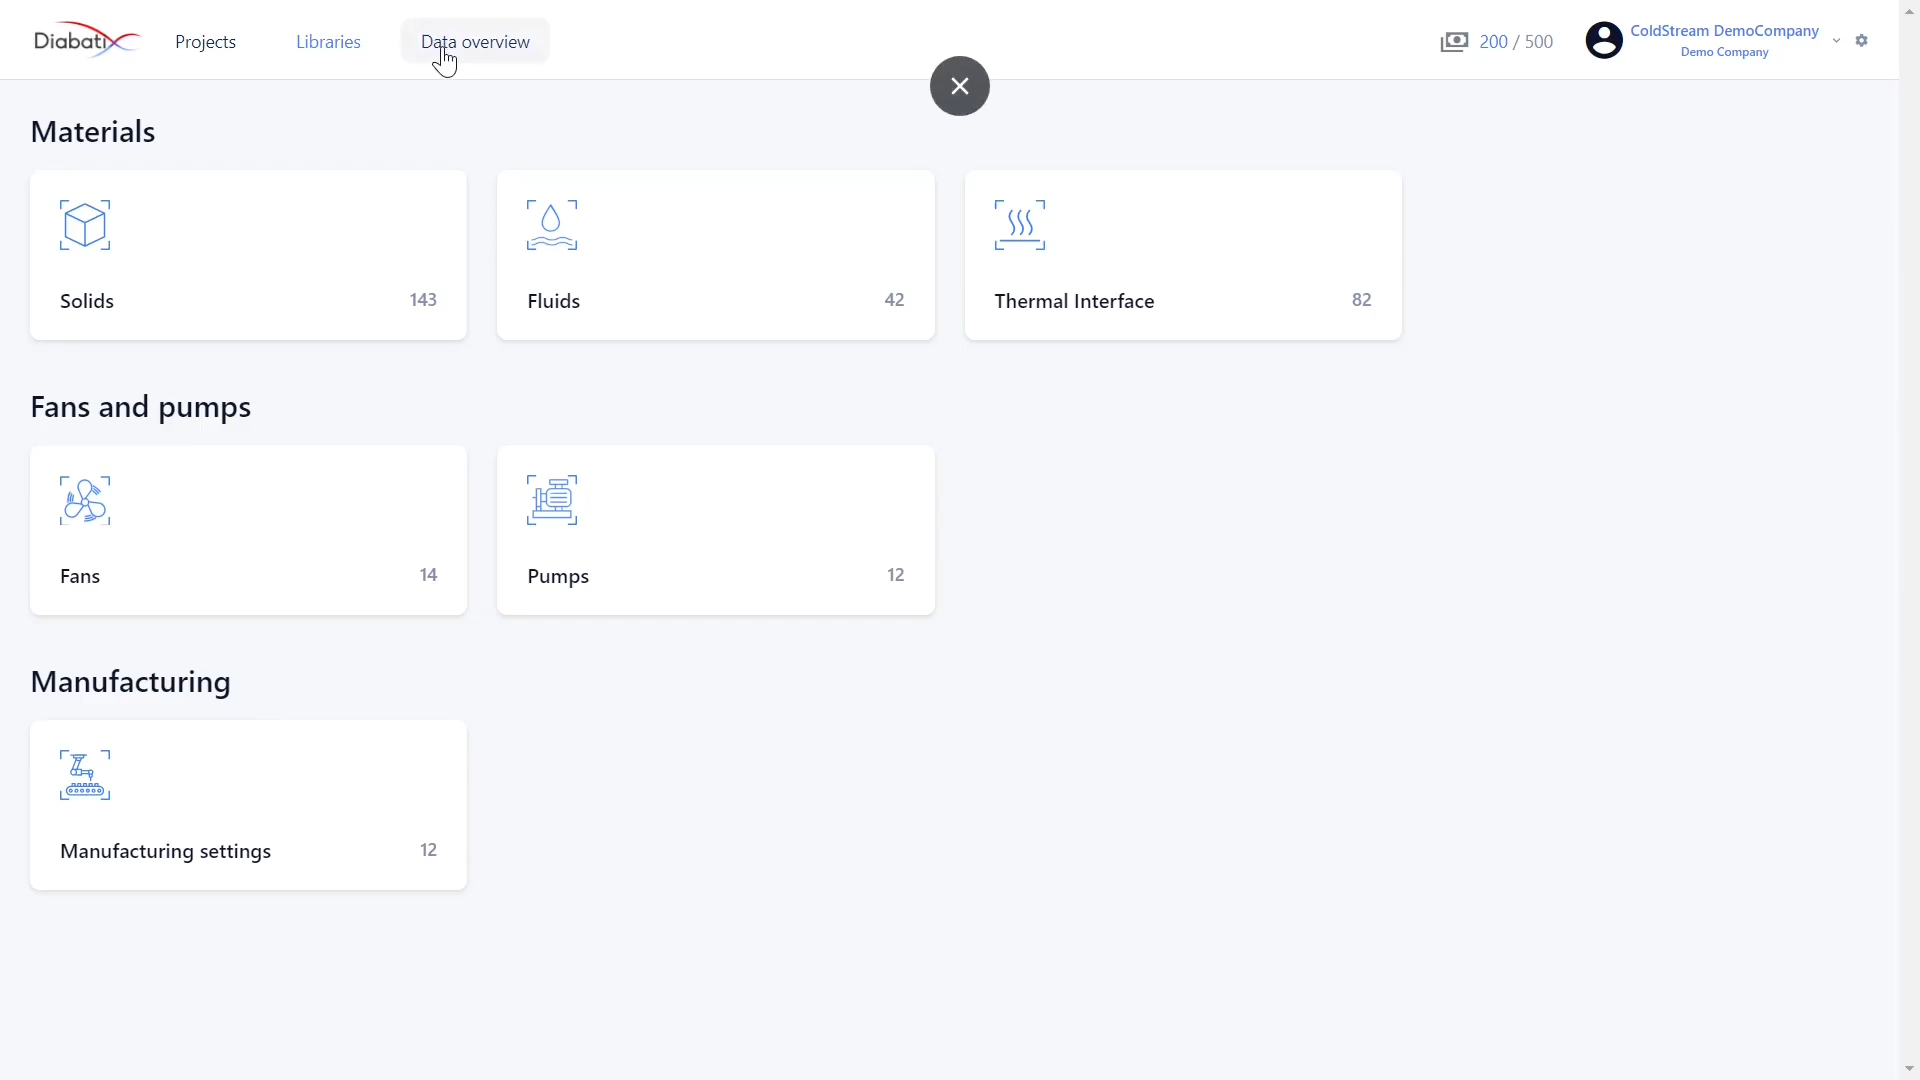 Diabatix
Projects
Libraries
Data overview
200 / 500
ColdStream DemoCompany
Demo Company
Materials
Solids 143
Fluids 42
Thermal Interface 82
Fans and pumps
Fans 14
Pumps 12
Manufacturing
Manufacturing settings 12